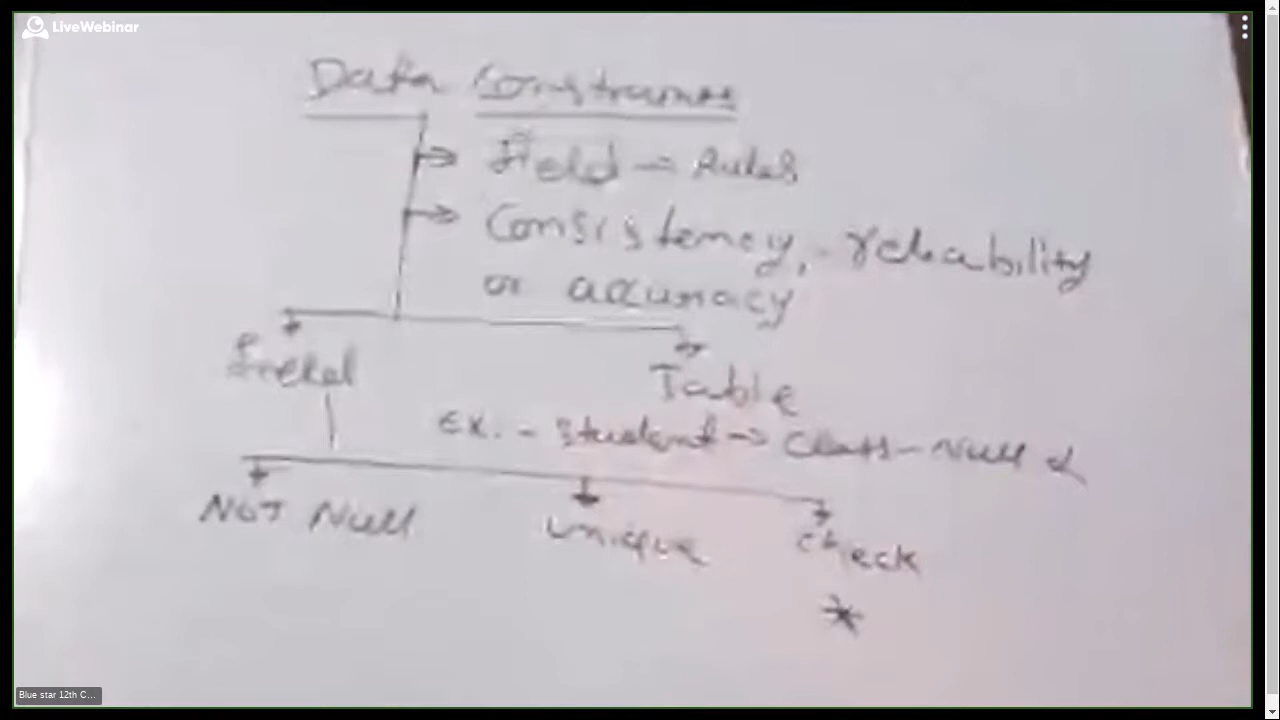 LiveWebinar
Data Constraints
Field → Rules
Consistency, reliability
or accuracy
Field
Table
Ex. - Student → Class - Null
NOT Null
unique
check
*
Blue star 12th C...